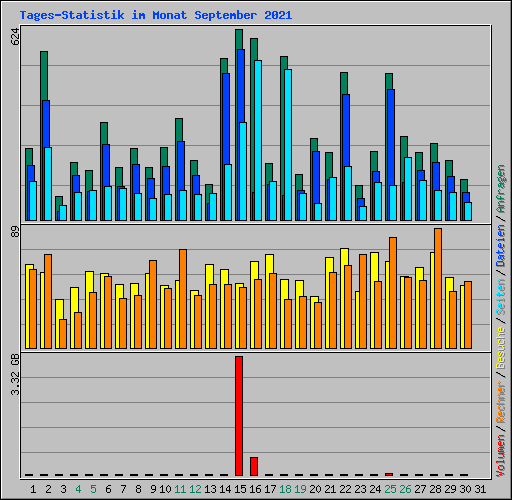 Tages-Statistik im Monat September 2021
624
89
3.32 GB
Volumen / Rechner / Besuche / Seiten / Dateien / Anfragen
1 2 3 4 5 6 7 8 9 10 11 12 13 14 15 16 17 18 19 20 21 22 23 24 25 26 27 28 29 30 31